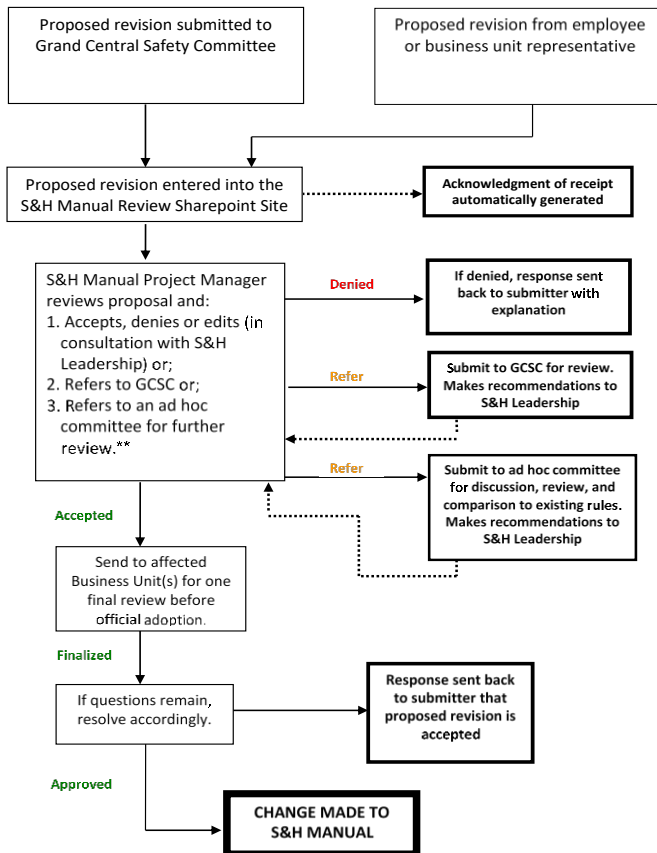 Proposed revision submitted to
Grand Central Safety Committee
Proposed revision from employee
or business unit representative
Proposed revision entered into the
S&H Manual Review Sharepoint Site
Acknowledgment of receipt
automatically generated
S&H Manual Project Manager
reviews proposal and:
1. Accepts, denies or edits (in
consultation with S&H
Leadership) or;
2. Refers to GCSC or;
3. Refers to an ad hoc
committee for further
review.**
Denied
If denied, response sent
back to submitter with
explanation
Refer
Submit to GCSC for review.
Makes recommendations to
S&H Leadership
Refer
Submit to ad hoc committee
for discussion, review, and
comparison to existing rules.
Makes recommendations to
S&H Leadership
Accepted
Send to affected
Business Unit(s) for one
final review before
official adoption.
Finalized
If questions remain,
resolve accordingly.
Response sent back
to submitter that
proposed revision is
accepted
Approved
CHANGE MADE TO
S&H MANUAL